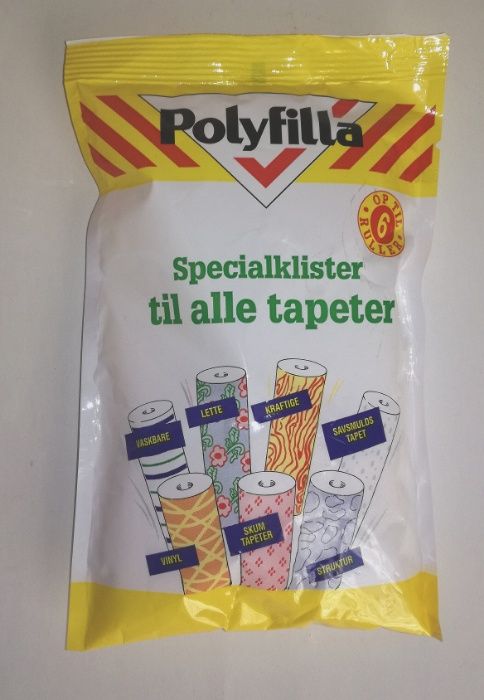 Polyfilla
OP TIL
6
RULLER
Specialklister
til alle tapeter
VASKBARE
LETTE
KRAFTIGE
SAVSMULDS
TAPET
VINYL
SKUM
TAPETER
STRUKTUR